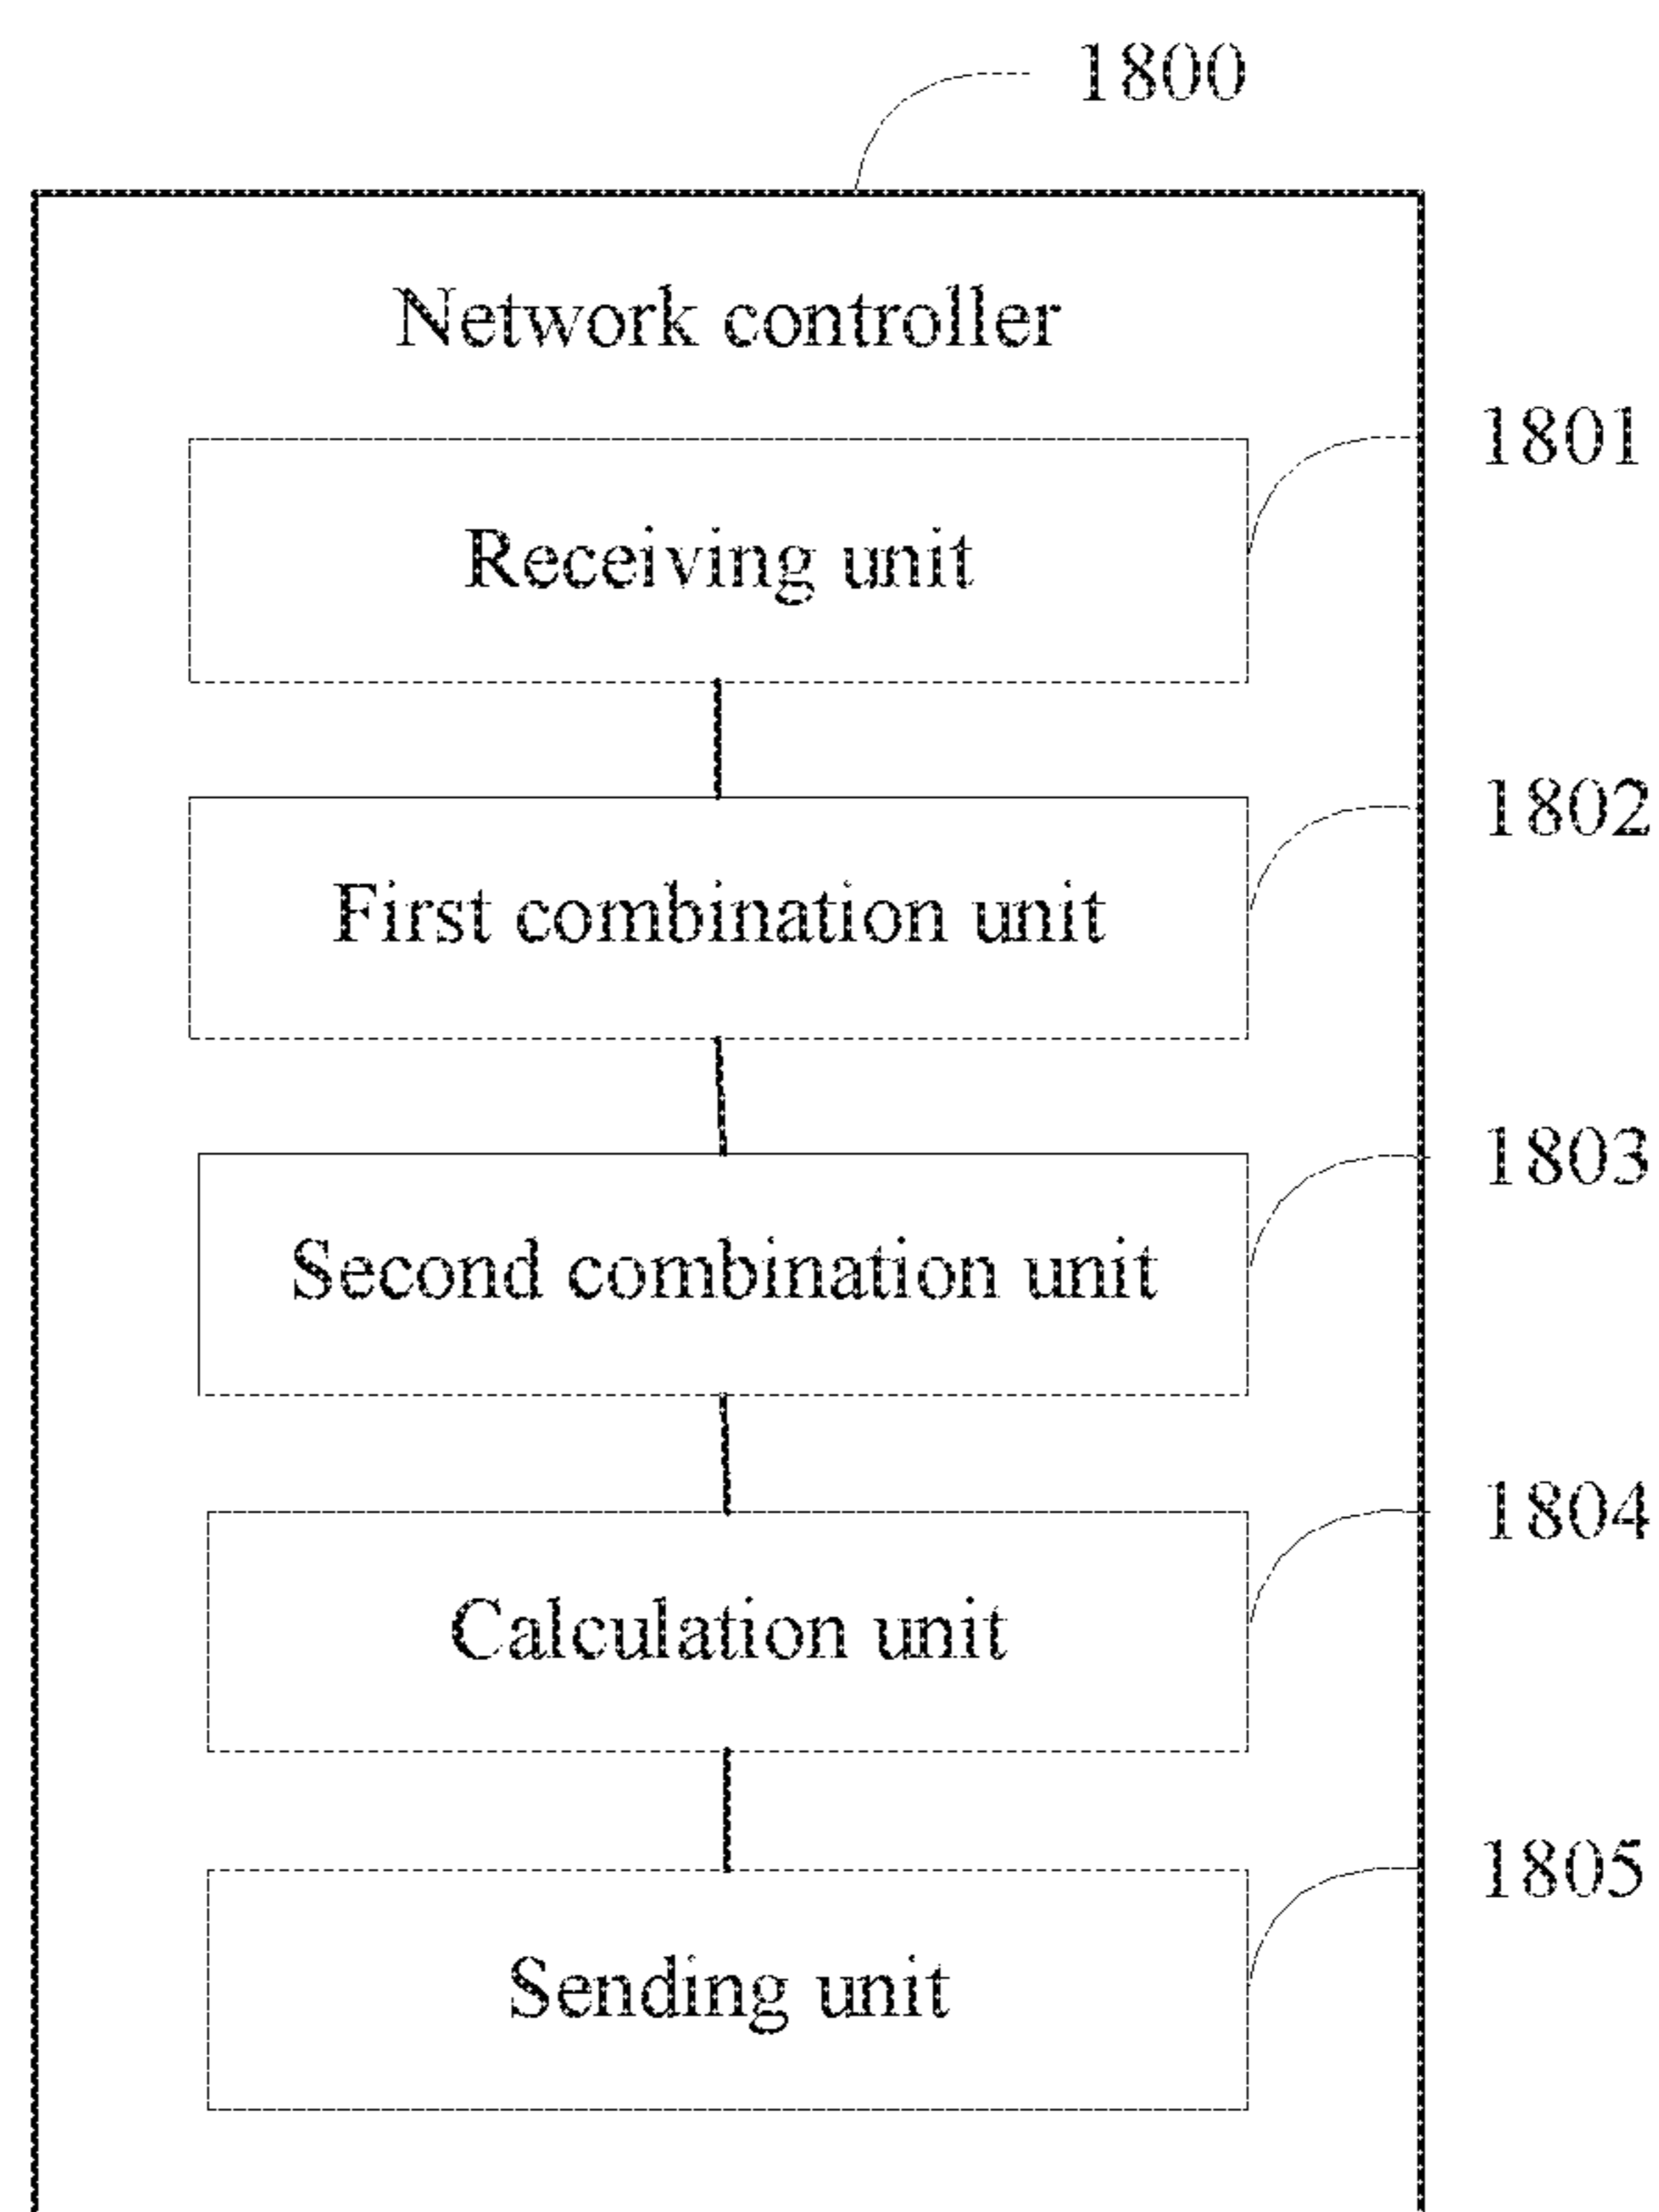 1800
Network controller
1801
Receiving unit
1802
First combination unit
1803
Second combination unit
1804
Calculation unit
1805
Sending unit